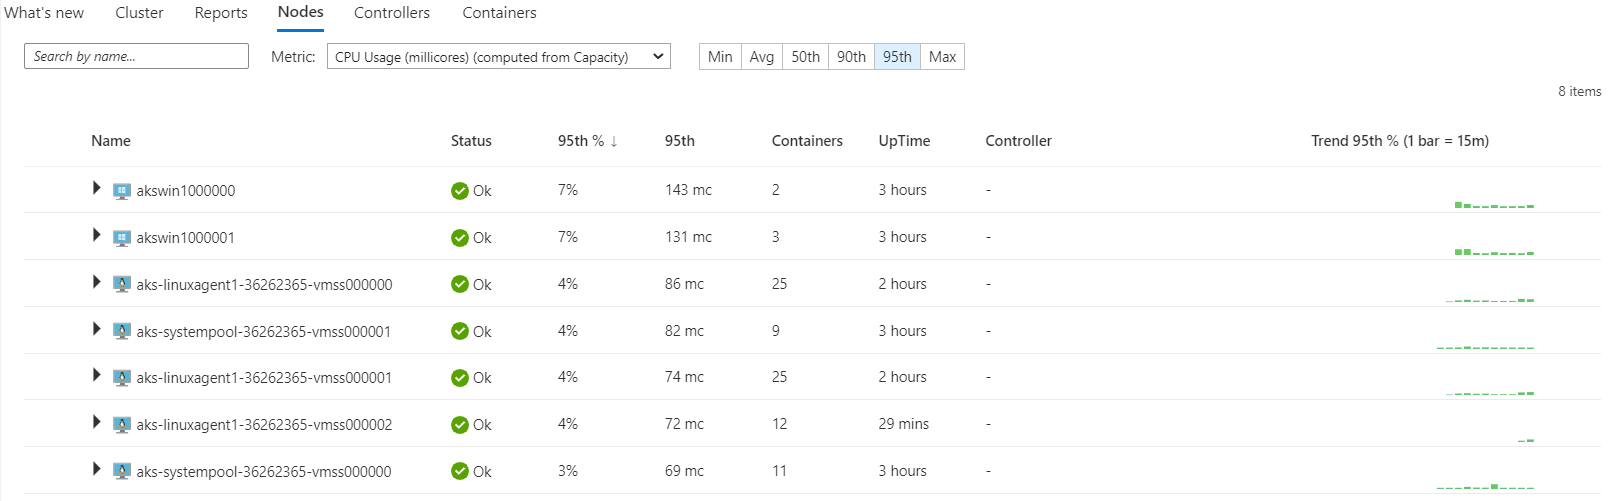 What's new Cluster Reports Nodes Controllers Containers
Search by name... Metric: CPU Usage (millicores) (computed from Capacity) Min Avg 50th 90th 95th Max
8 items
Name Status 95th % ↓ 95th Containers UpTime Controller Trend 95th % (1 bar = 15m)
akswin1000000 Ok 7% 143 mc 2 3 hours -
akswin1000001 Ok 7% 131 mc 3 3 hours -
aks-linuxagent1-36262365-vmss000000 Ok 4% 86 mc 25 2 hours -
aks-systempool-36262365-vmss000001 Ok 4% 82 mc 9 3 hours -
aks-linuxagent1-36262365-vmss000001 Ok 4% 74 mc 25 2 hours -
aks-linuxagent1-36262365-vmss000002 Ok 4% 72 mc 12 29 mins -
aks-systempool-36262365-vmss000000 Ok 3% 69 mc 11 3 hours -